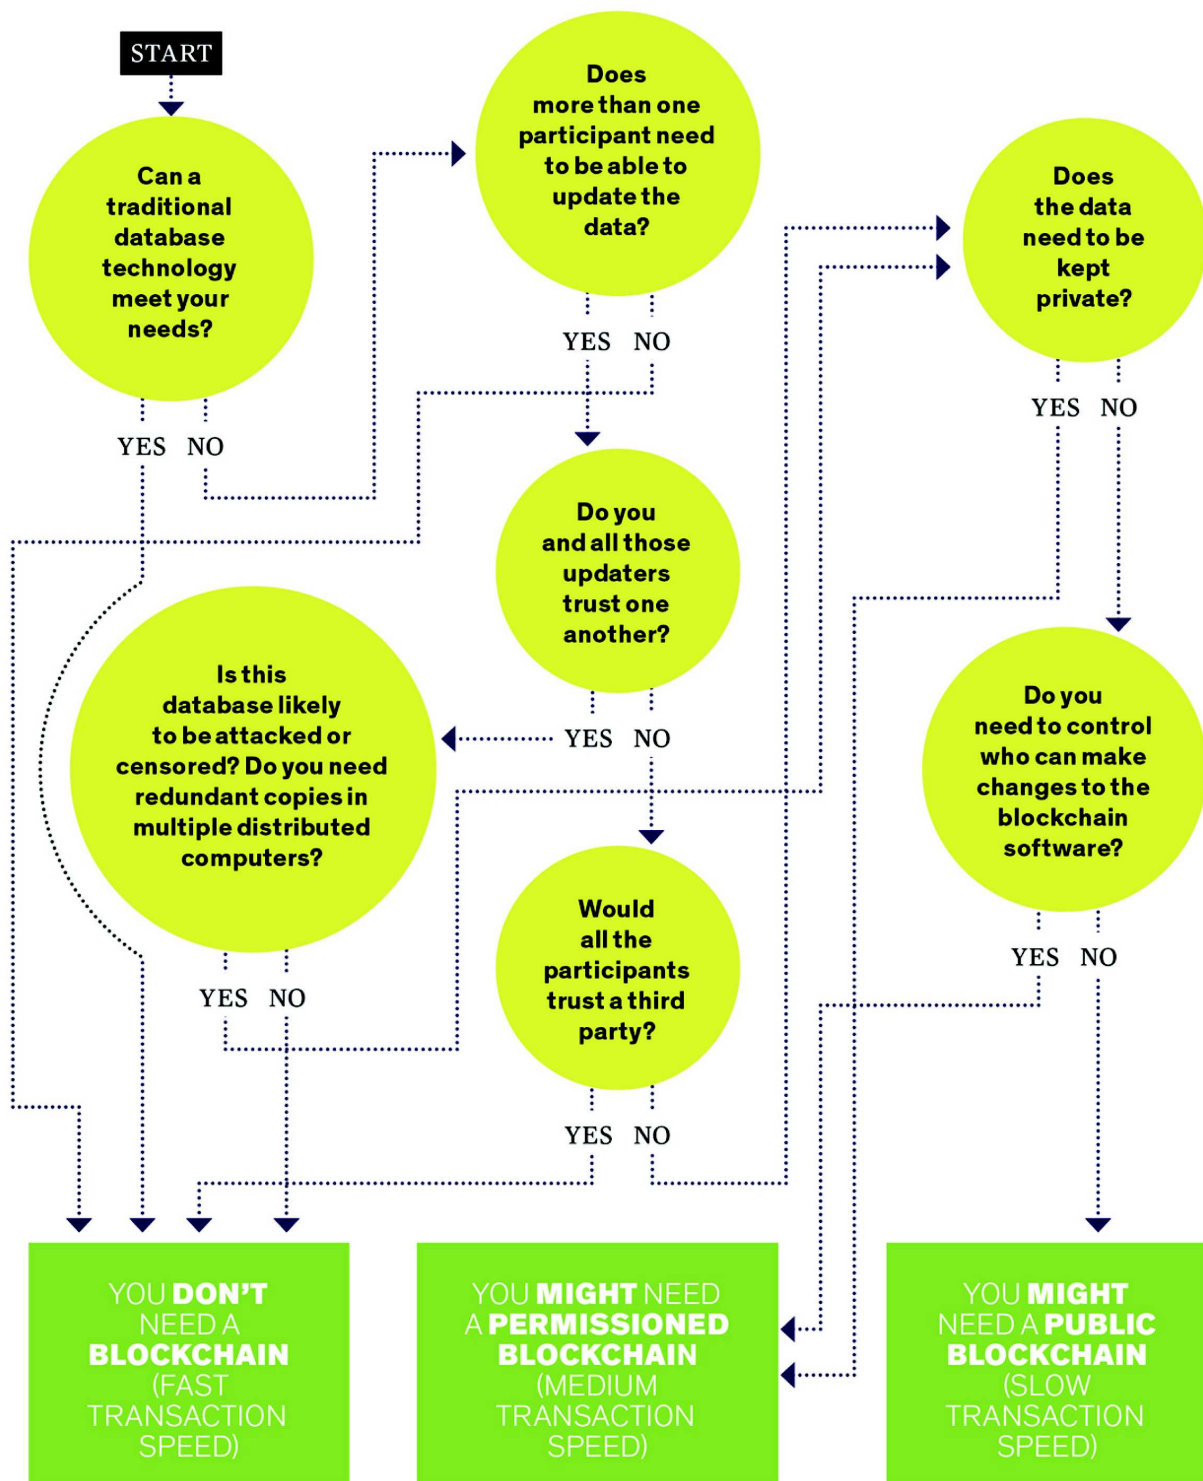 START
Can a
traditional
database
technology
meet your
needs?
YES NO
Does
more than one
participant need
to be able to
update the
data?
YES NO
Does
the data
need to be
kept
private?
YES NO
Do you
and all those
updaters
trust one
another?
YES NO
Is this
database likely
to be attacked or
censored? Do you need
redundant copies in
multiple distributed
computers?
YES NO
Do you
need to control
who can make
changes to the
blockchain
software?
YES NO
Would
all the
participants
trust a third
party?
YES NO
YOU DON'T
NEED A
BLOCKCHAIN
(FAST
TRANSACTION
SPEED)
YOU MIGHT NEED
A PERMISSIONED
BLOCKCHAIN
(MEDIUM
TRANSACTION
SPEED)
YOU MIGHT
NEED A PUBLIC
BLOCKCHAIN
(SLOW
TRANSACTION
SPEED)